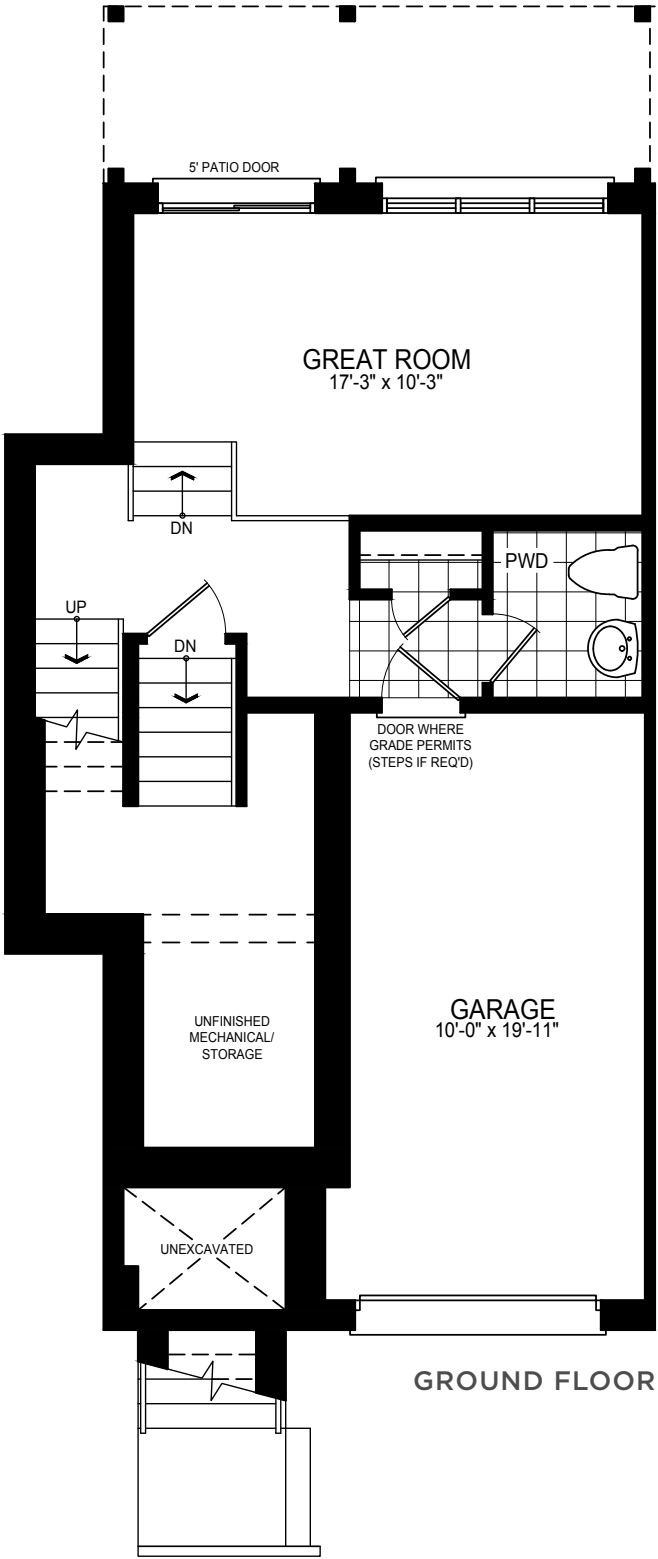 5' PATIO DOOR
GREAT ROOM
17'-3" x 10'-3"
DN
PWD
UP
DN
DOOR WHERE
GRADE PERMITS
(STEPS IF REQ'D)
GARAGE
10'-0" x 19'-11"
UNFINISHED
MECHANICAL/
STORAGE
UNEXCAVATED
GROUND FLOOR